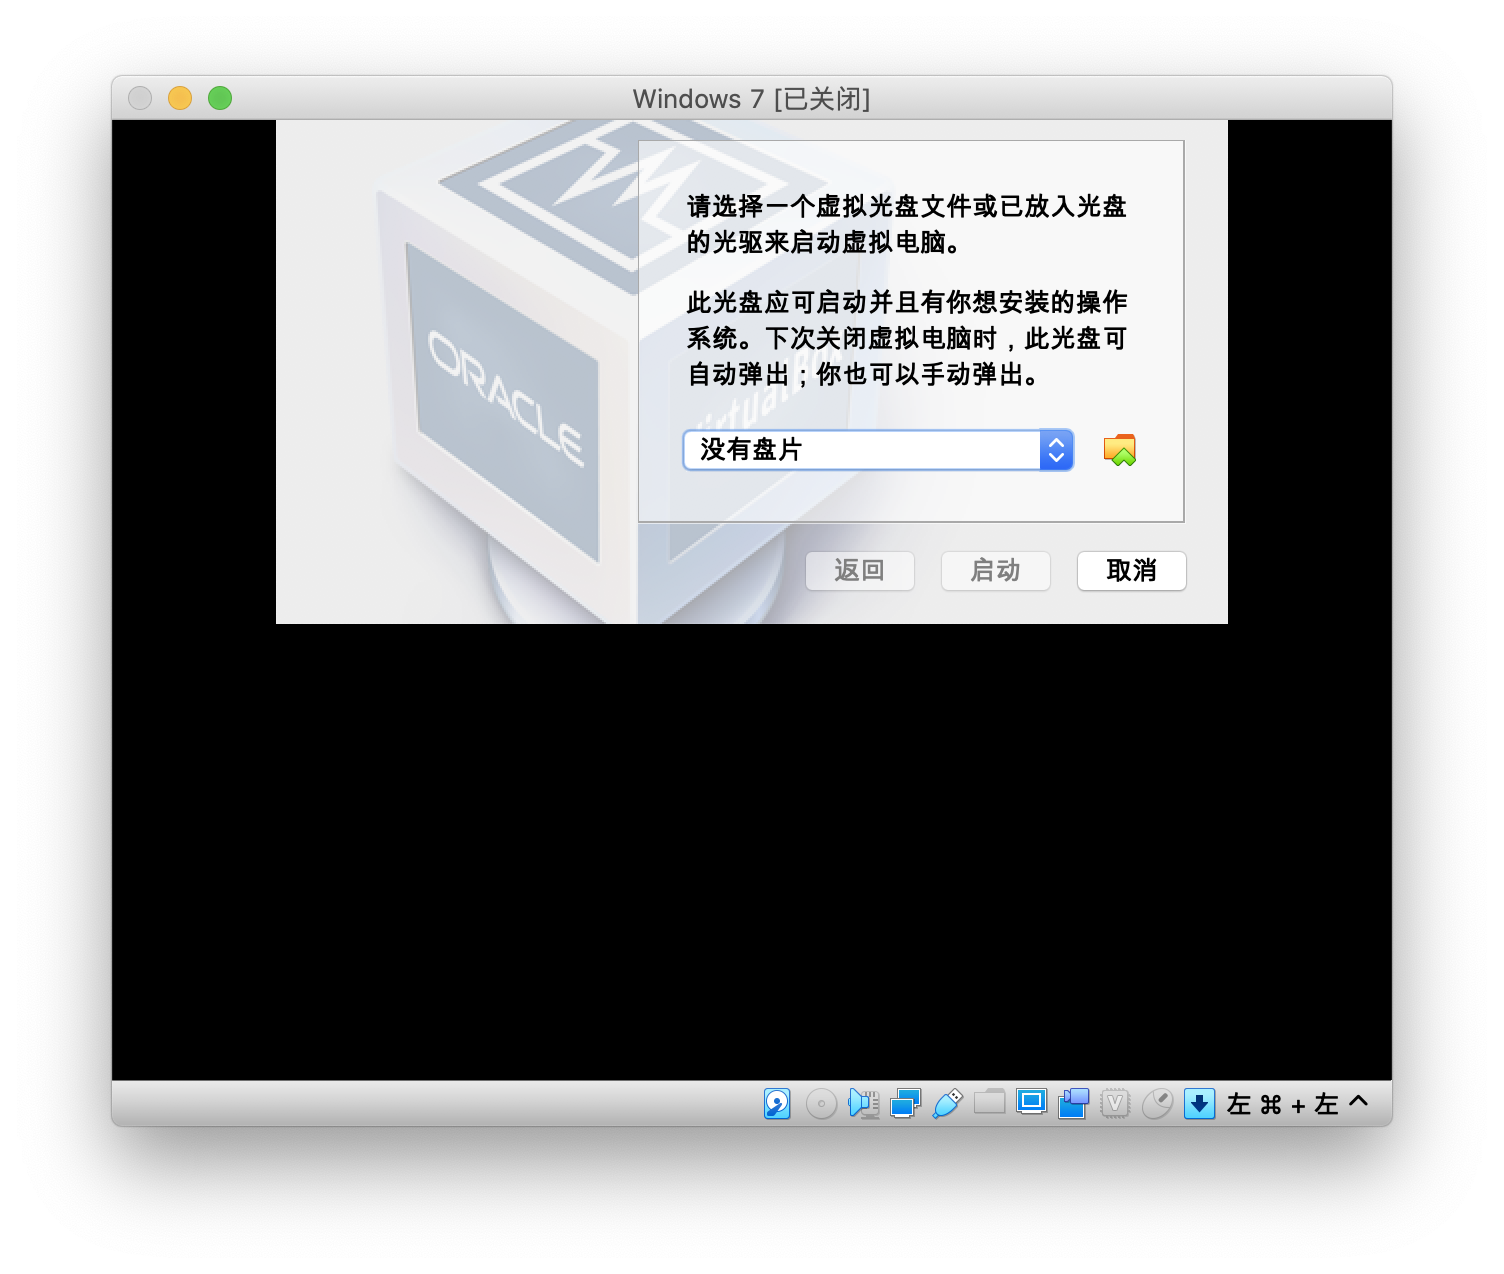 Windows 7 [已关闭]
请选择一个虚拟光盘文件或已放入光盘
的光驱来启动虚拟电脑。
此光盘应可启动并且有你想安装的操作
系统。下次关闭虚拟电脑时，此光盘可
自动弹出；你也可以手动弹出。
ORACLE
VirtualBox
没有盘片
返回 启动 取消
V
左 ⌘ + 左 ^